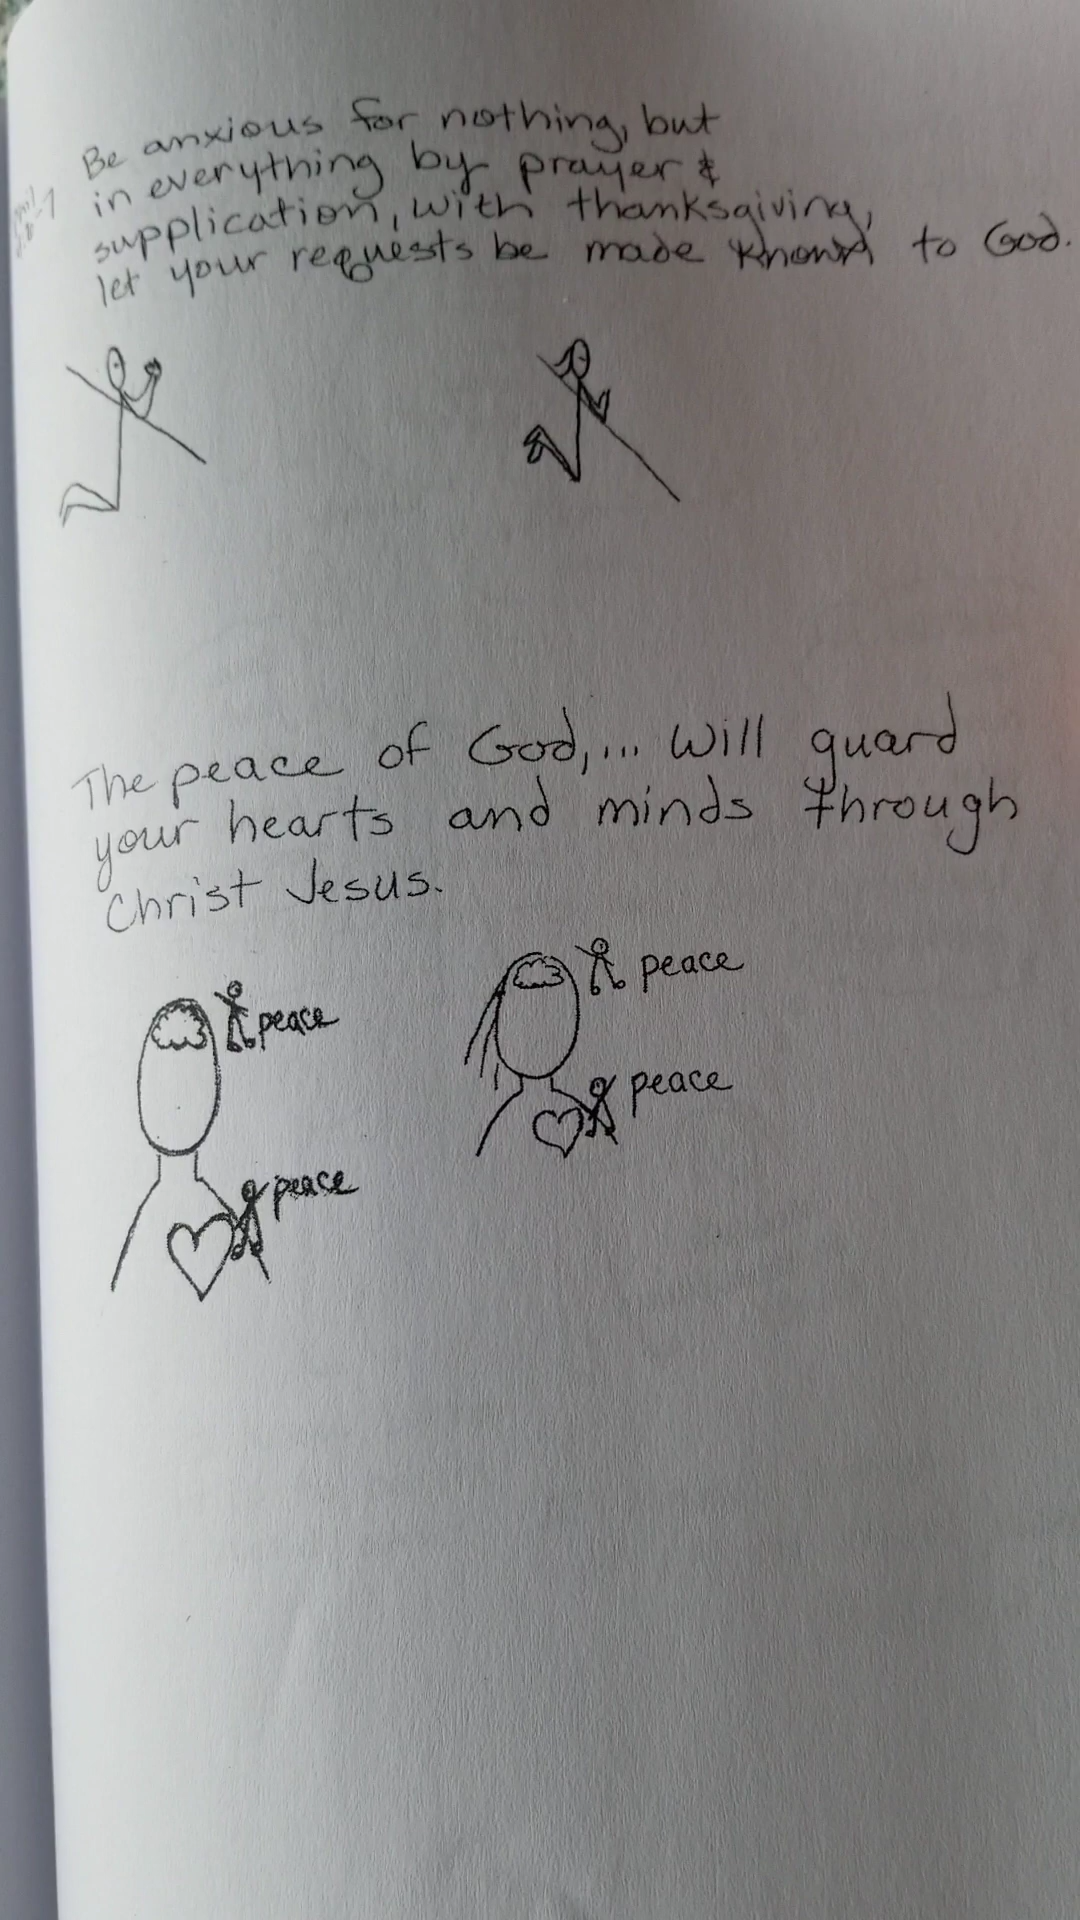 Be anxious for nothing, but
in everything by prayer &
supplication, with thanksgiving,
let your requests be made known to God.
The peace of God,... will guard
your hearts and minds through
Christ Jesus.
peace
peace
peace
peace